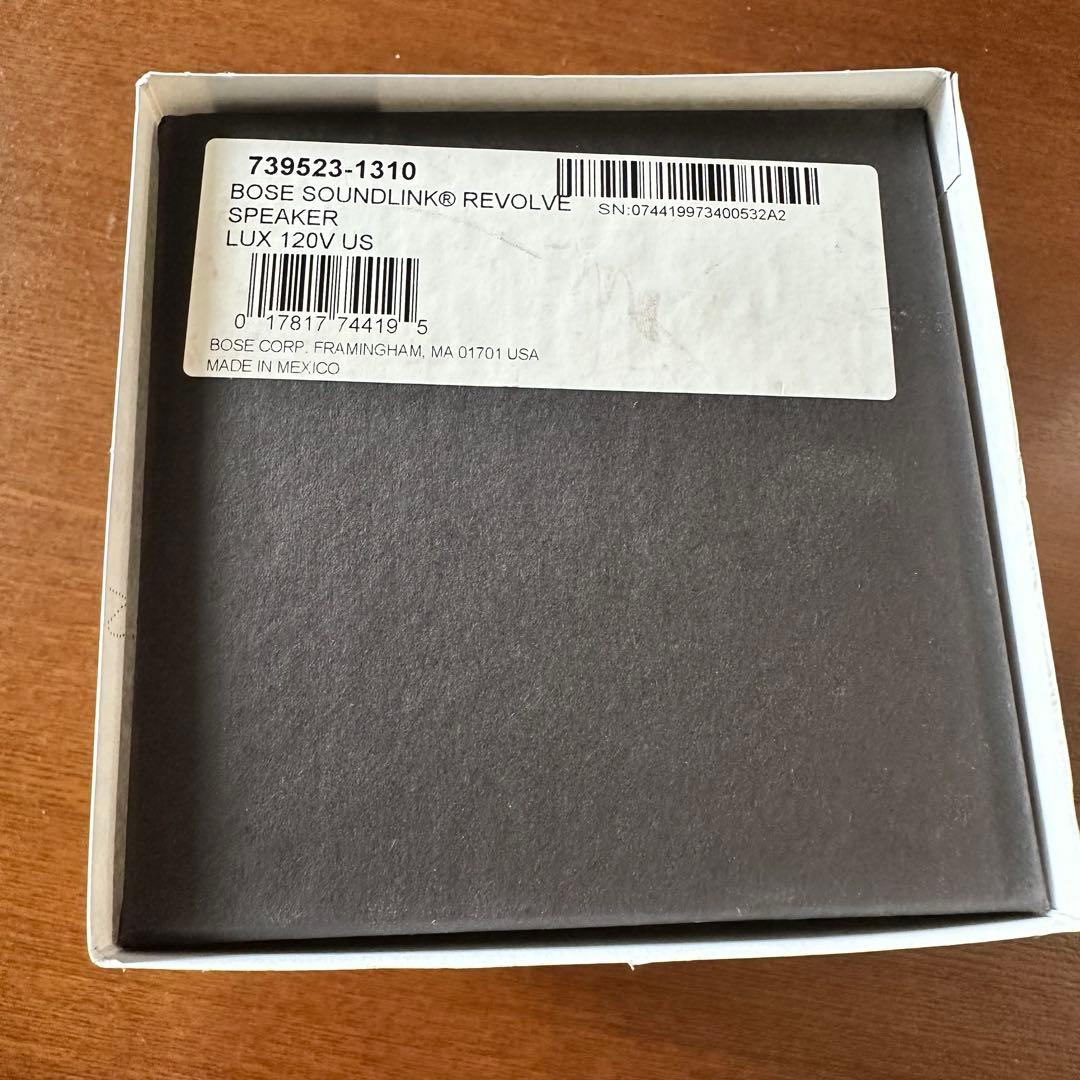 739523-1310
BOSE SOUNDLINK® REVOLVE
SPEAKER
LUX 120V US
SN:074419973400532A2
0 17817 74419 5
BOSE CORP. FRAMINGHAM, MA 01701 USA
MADE IN MEXICO